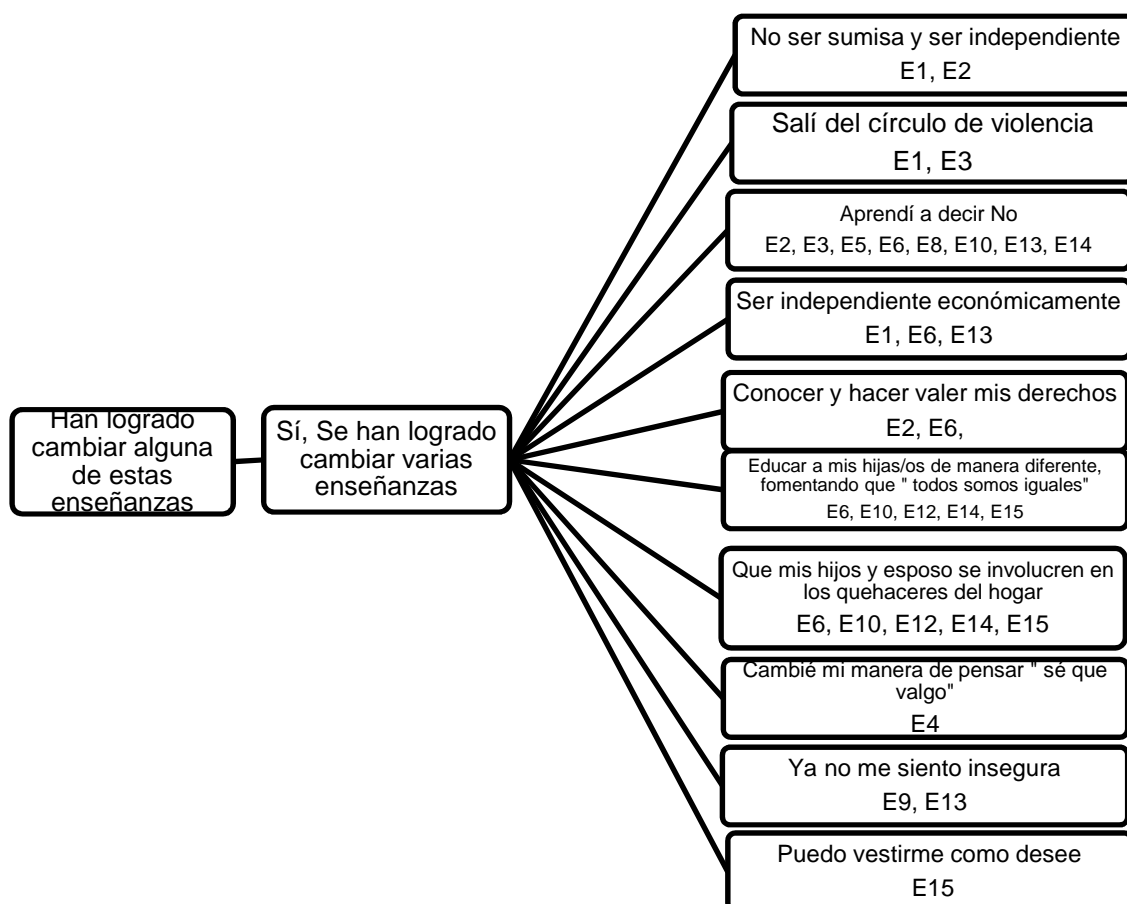 Han logrado
cambiar alguna
de estas
enseñanzas
Sí, Se han logrado
cambiar varias
enseñanzas
No ser sumisa y ser independiente
E1, E2
Salí del círculo de violencia
E1, E3
Aprendí a decir No
E2, E3, E5, E6, E8, E10, E13, E14
Ser independiente económicamente
E1, E6, E13
Conocer y hacer valer mis derechos
E2, E6,
Educar a mis hijas/os de manera diferente,
fomentando que " todos somos iguales"
E6, E10, E12, E14, E15
Que mis hijos y esposo se involucren en
los quehaceres del hogar
E6, E10, E12, E14, E15
Cambié mi manera de pensar " sé que
valgo"
E4
Ya no me siento insegura
E9, E13
Puedo vestirme como desee
E15